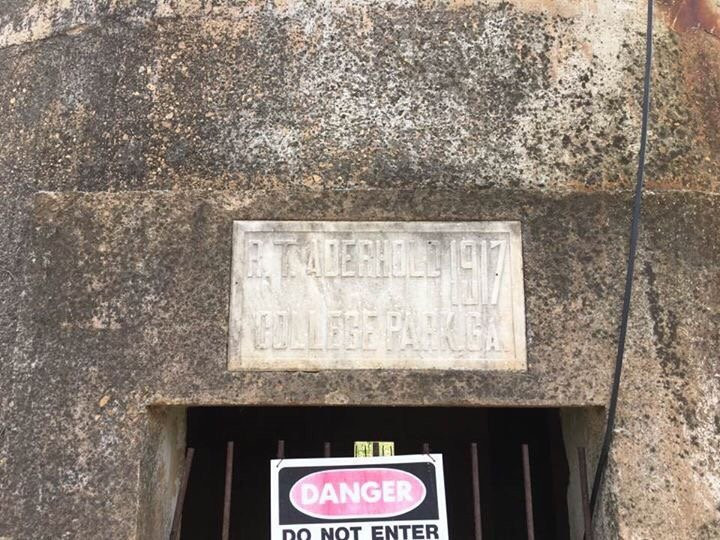 R. T. ADERHOLD 1917
COLLEGE PARK, GA
DANGER
DO NOT ENTER